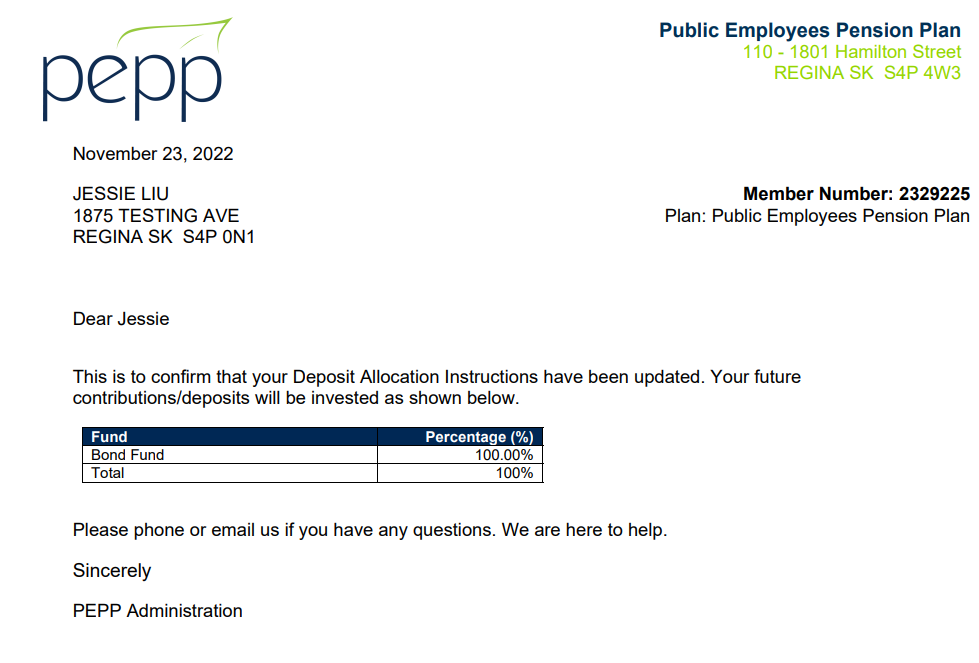 pepp
Public Employees Pension Plan
110 - 1801 Hamilton Street
REGINA SK  S4P 4W3
November 23, 2022
JESSIE LIU
1875 TESTING AVE
REGINA SK  S4P 0N1
Member Number: 2329225
Plan: Public Employees Pension Plan
Dear Jessie
This is to confirm that your Deposit Allocation Instructions have been updated. Your future
contributions/deposits will be invested as shown below.
Fund Percentage (%)
Bond Fund 100.00%
Total 100%
Please phone or email us if you have any questions. We are here to help.
Sincerely
PEPP Administration